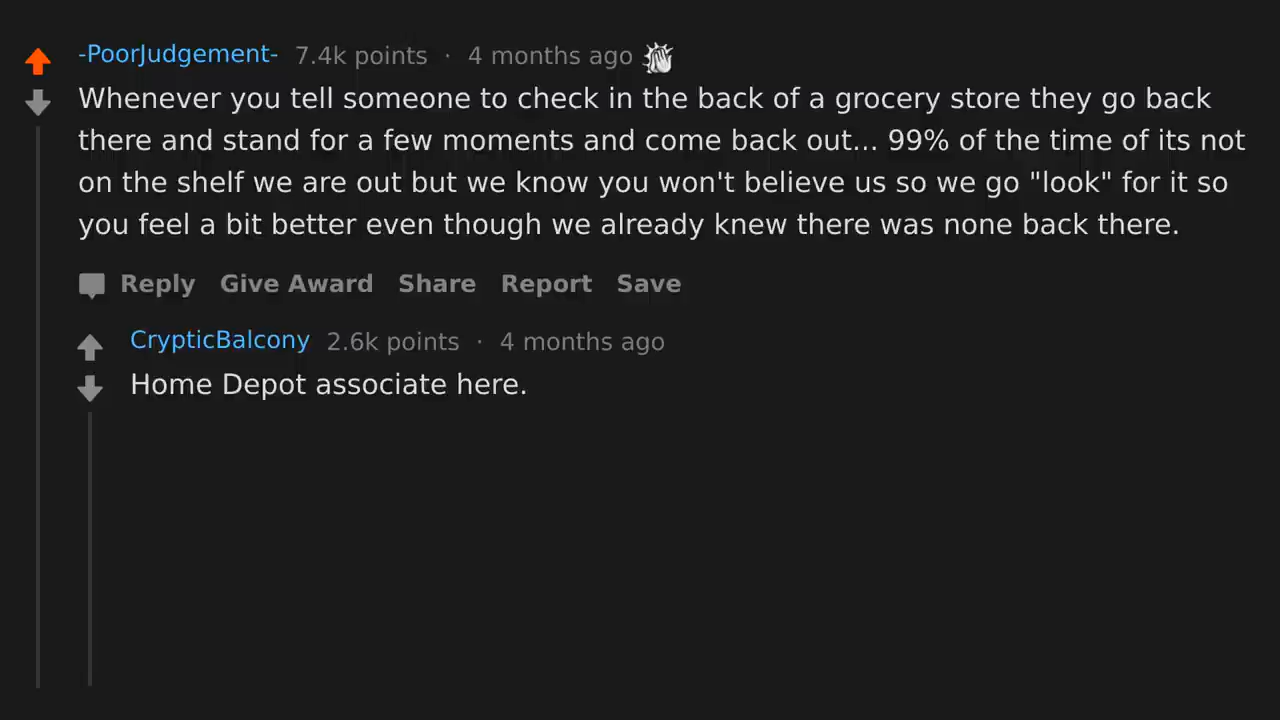 -PoorJudgement- 7.4k points · 4 months ago
Whenever you tell someone to check in the back of a grocery store they go back
there and stand for a few moments and come back out... 99% of the time of its not
on the shelf we are out but we know you won't believe us so we go "look" for it so
you feel a bit better even though we already knew there was none back there.
Reply Give Award Share Report Save
CrypticBalcony 2.6k points · 4 months ago
Home Depot associate here.